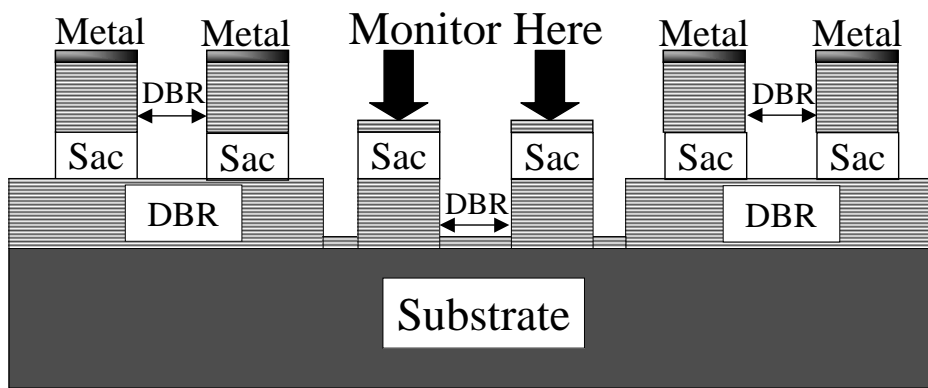 Metal Metal Monitor Here Metal Metal
DBR DBR
Sac Sac Sac Sac Sac Sac
DBR DBR DBR
Substrate